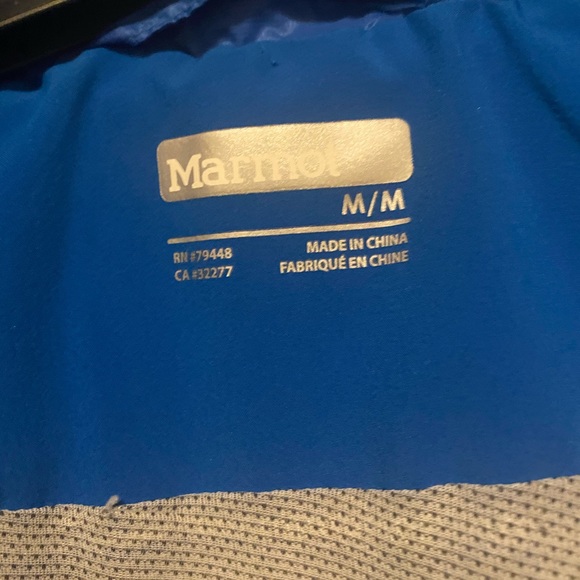 Marmot
M/M
RN #79448
CA #32277
MADE IN CHINA
FABRIQUÉ EN CHINE